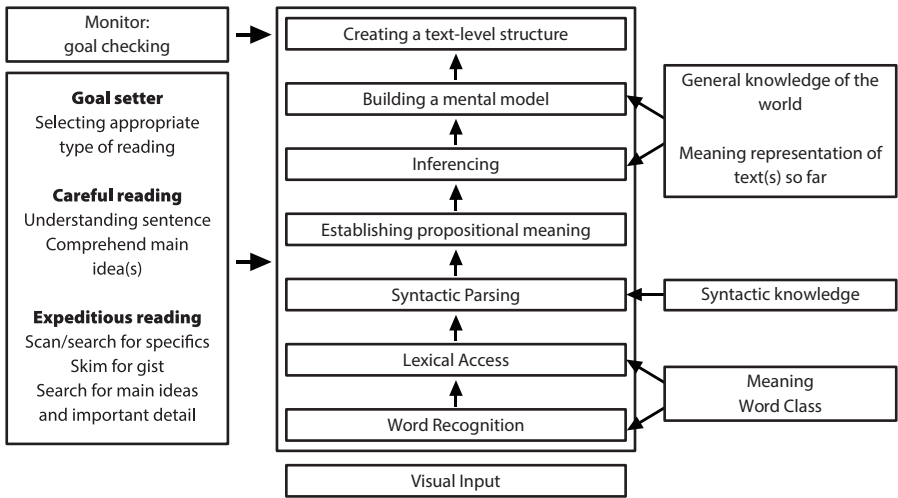 Monitor:
goal checking
Goal setter
Selecting appropriate
type of reading
Careful reading
Understanding sentence
Comprehend main
idea(s)
Expeditious reading
Scan/search for specifics
Skim for gist
Search for main ideas
and important detail
Creating a text-level structure
Building a mental model
Inferencing
Establishing propositional meaning
Syntactic Parsing
Lexical Access
Word Recognition
Visual Input
General knowledge of the
world
Meaning representation of
text(s) so far
Syntactic knowledge
Meaning
Word Class